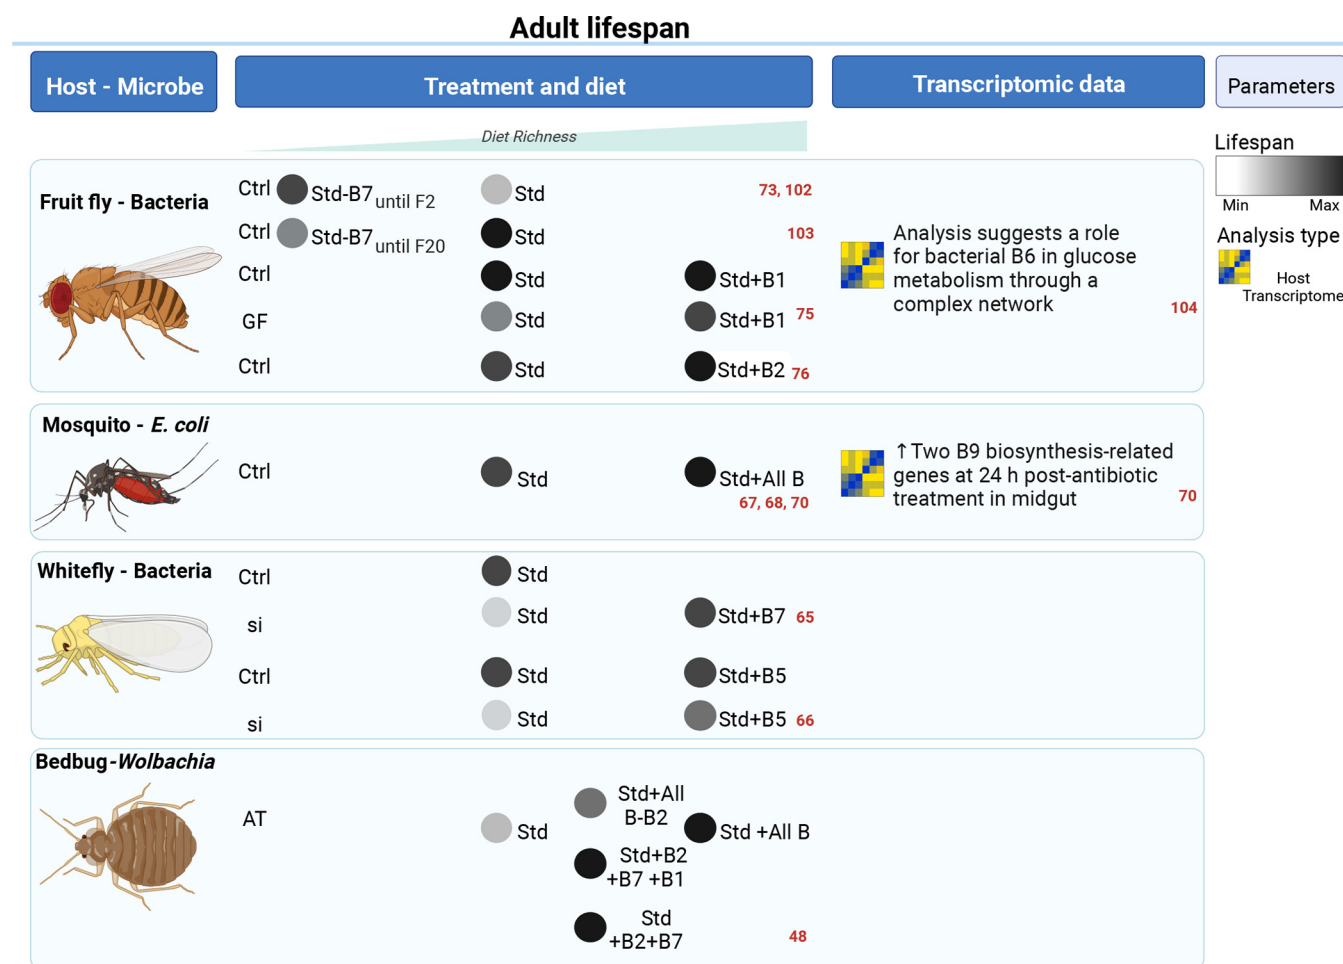 Adult lifespan
Host - Microbe
Treatment and diet
Transcriptomic data
Parameters
Diet Richness
Lifespan
Min Max
Analysis type
Host
Transcriptome
Fruit fly - Bacteria
Ctrl Std-B7 until F2 Std 73, 102
Ctrl Std-B7 until F20 Std 103
Ctrl Std Std+B1
GF Std Std+B1 75
Ctrl Std Std+B2 76
Analysis suggests a role
for bacterial B6 in glucose
metabolism through a
complex network
104
Mosquito - E. coli
Ctrl Std Std+All B
67, 68, 70
↑Two B9 biosynthesis-related
genes at 24 h post-antibiotic
treatment in midgut
70
Whitefly - Bacteria
Ctrl Std
si Std Std+B7 65
Ctrl Std Std+B5
si Std Std+B5 66
Bedbug-Wolbachia
AT Std
Std+All
B-B2
Std +All B
Std+B2
+B7 +B1
Std
+B2+B7
48